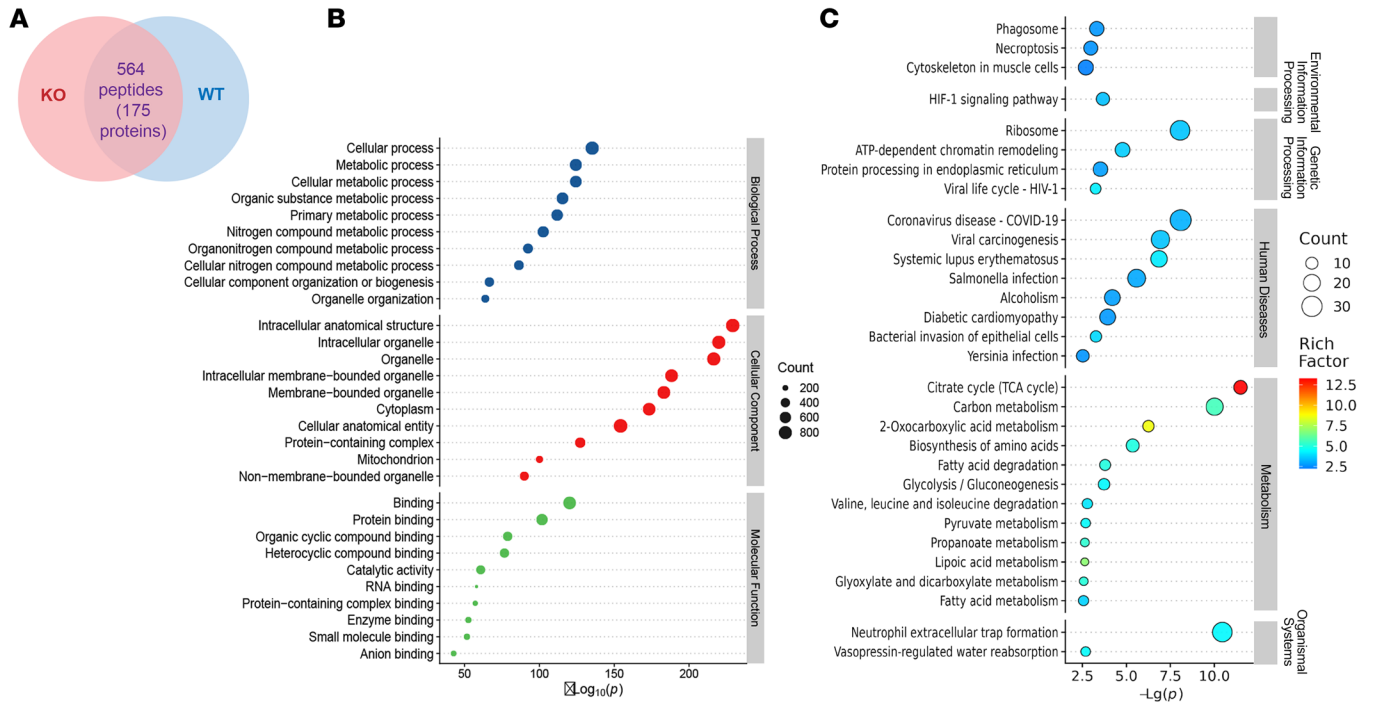 A
B
C
KO
564
peptides
(175
proteins)
WT
Cellular process
Metabolic process
Cellular metabolic process
Organic substance metabolic process
Primary metabolic process
Nitrogen compound metabolic process
Organonitrogen compound metabolic process
Cellular nitrogen compound metabolic process
Cellular component organization or biogenesis
Organelle organization
Biological Process
Intracellular anatomical structure
Intracellular organelle
Organelle
Intracellular membrane−bounded organelle
Membrane−bounded organelle
Cytoplasm
Cellular anatomical entity
Protein−containing complex
Mitochondrion
Non−membrane−bounded organelle
Cellular Component
Binding
Protein binding
Organic cyclic compound binding
Heterocyclic compound binding
Catalytic activity
RNA binding
Protein−containing complex binding
Enzyme binding
Small molecule binding
Anion binding
Molecular Function
50 100 150 200
Log10(p)
Count
200
400
600
800
Phagosome
Necroptosis
Cytoskeleton in muscle cells
HIF-1 signaling pathway
Environmental
Information
Processing
Ribosome
ATP-dependent chromatin remodeling
Protein processing in endoplasmic reticulum
Viral life cycle - HIV-1
Genetic
Information
Processing
Coronavirus disease - COVID-19
Viral carcinogenesis
Systemic lupus erythematosus
Salmonella infection
Alcoholism
Diabetic cardiomyopathy
Bacterial invasion of epithelial cells
Yersinia infection
Human Diseases
Citrate cycle (TCA cycle)
Carbon metabolism
2-Oxocarboxylic acid metabolism
Biosynthesis of amino acids
Fatty acid degradation
Glycolysis / Gluconeogenesis
Valine, leucine and isoleucine degradation
Pyruvate metabolism
Propanoate metabolism
Lipoic acid metabolism
Glyoxylate and dicarboxylate metabolism
Fatty acid metabolism
Metabolism
Neutrophil extracellular trap formation
Vasopressin-regulated water reabsorption
Organismal
Systems
2.5 5.0 7.5 10.0
−Lg(p)
Count
10
20
30
Rich
Factor
12.5
10.0
7.5
5.0
2.5